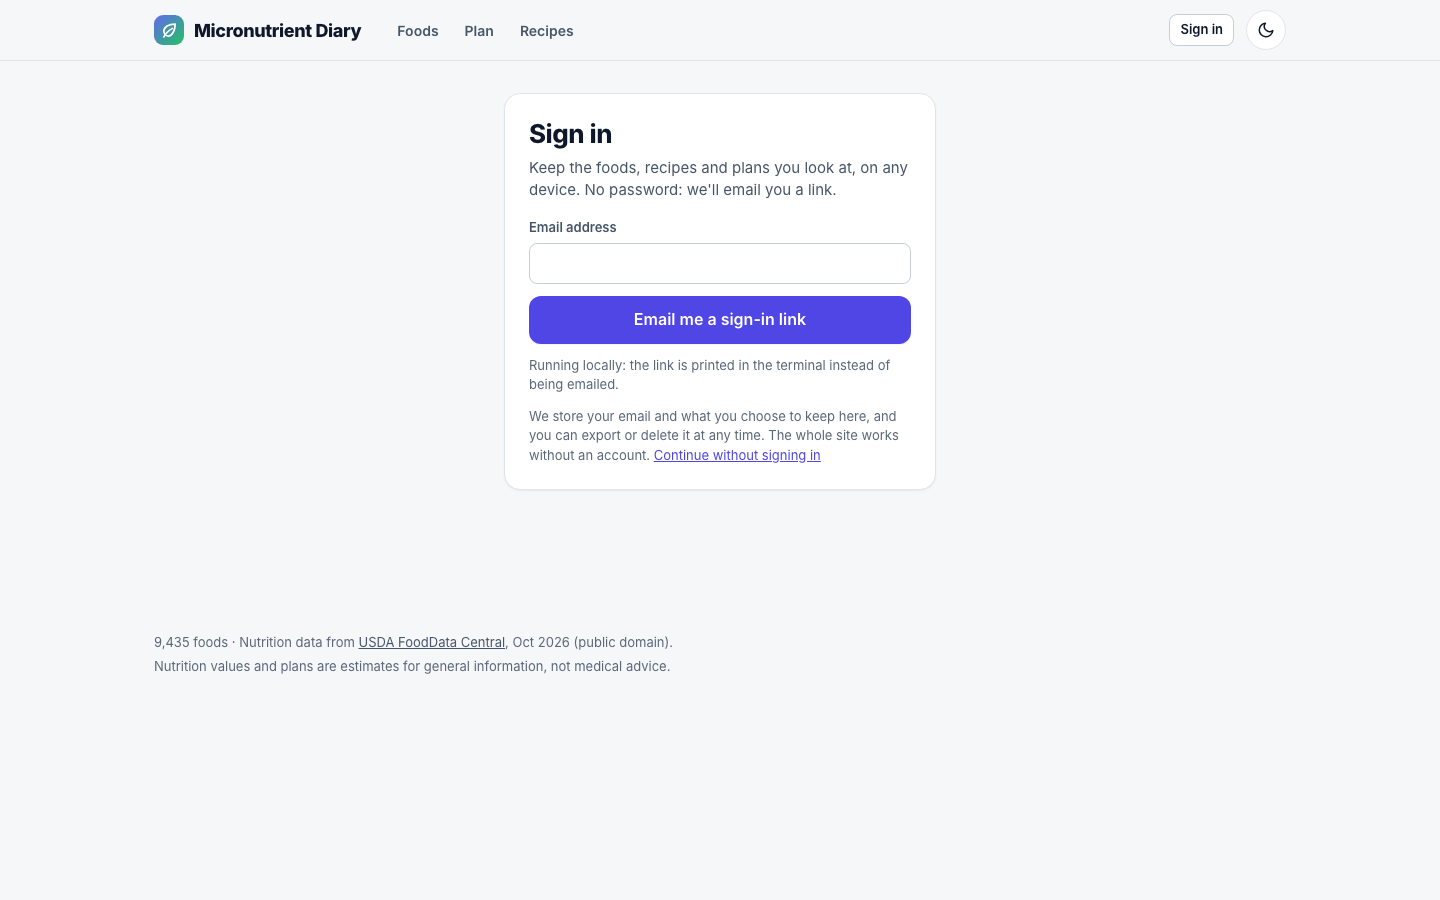 Micronutrient Diary
Foods
Plan
Recipes
Sign in
Sign in
Keep the foods, recipes and plans you look at, on any
device. No password: we'll email you a link.
Email address
Email me a sign-in link
Running locally: the link is printed in the terminal instead of
being emailed.
We store your email and what you choose to keep here, and
you can export or delete it at any time. The whole site works
without an account. Continue without signing in
9,435 foods · Nutrition data from USDA FoodData Central, Oct 2026 (public domain).
Nutrition values and plans are estimates for general information, not medical advice.